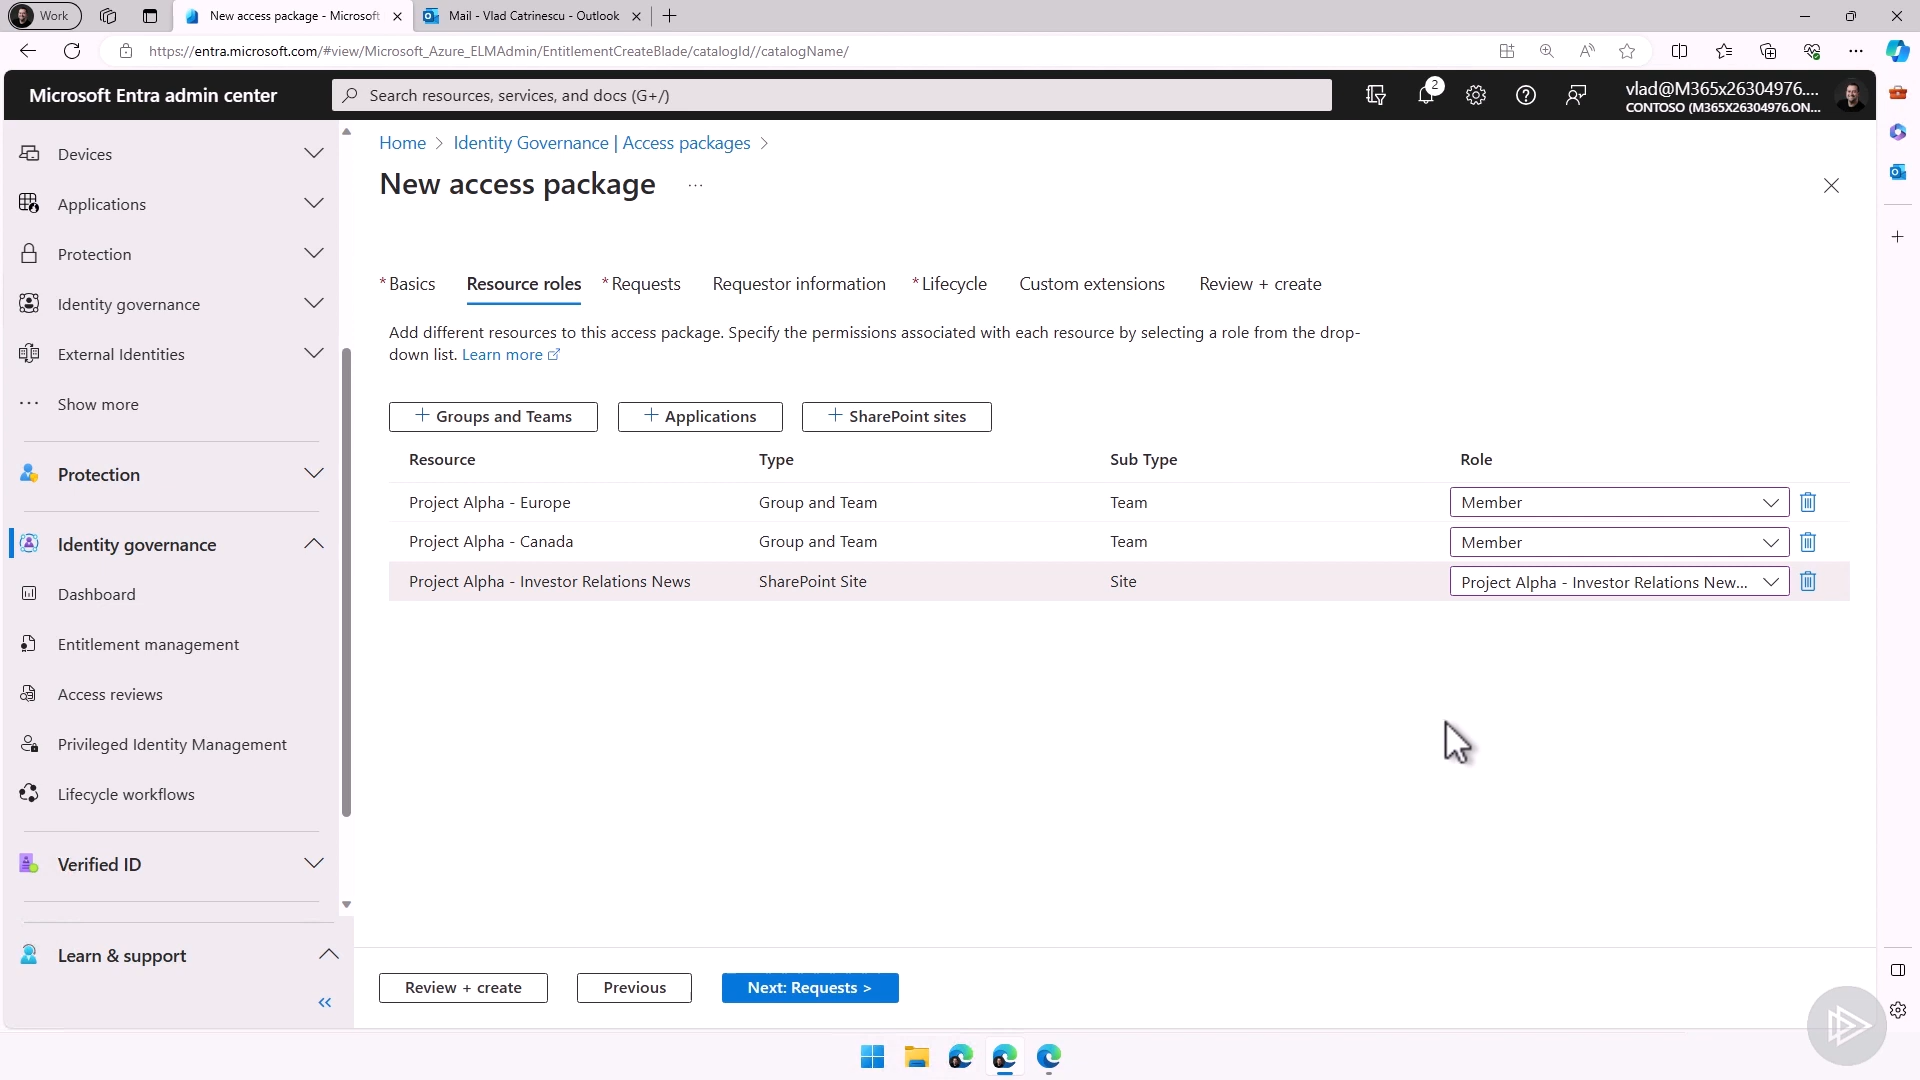 Work
New access package - Microsoft
Mail - Vlad Catrinescu - Outlook
https://entra.microsoft.com/#view/Microsoft_Azure_ELMAdmin/EntitlementCreateBlade/catalogId//catalogName/
Microsoft Entra admin center
Search resources, services, and docs (G+/)
2
vlad@M365x26304976....
CONTOSO (M365X26304976.ON...
Devices
Applications
Protection
Identity governance
External Identities
Show more
Protection
Identity governance
Dashboard
Entitlement management
Access reviews
Privileged Identity Management
Lifecycle workflows
Verified ID
Learn & support
Home > Identity Governance | Access packages >
New access package ...
* Basics Resource roles * Requests Requestor information * Lifecycle Custom extensions Review + create
Add different resources to this access package. Specify the permissions associated with each resource by selecting a role from the drop-
down list. Learn more
+ Groups and Teams + Applications + SharePoint sites
Resource Type Sub Type Role
Project Alpha - Europe Group and Team Team Member
Project Alpha - Canada Group and Team Team Member
Project Alpha - Investor Relations News SharePoint Site Site Project Alpha - Investor Relations New...
Review + create Previous Next: Requests >